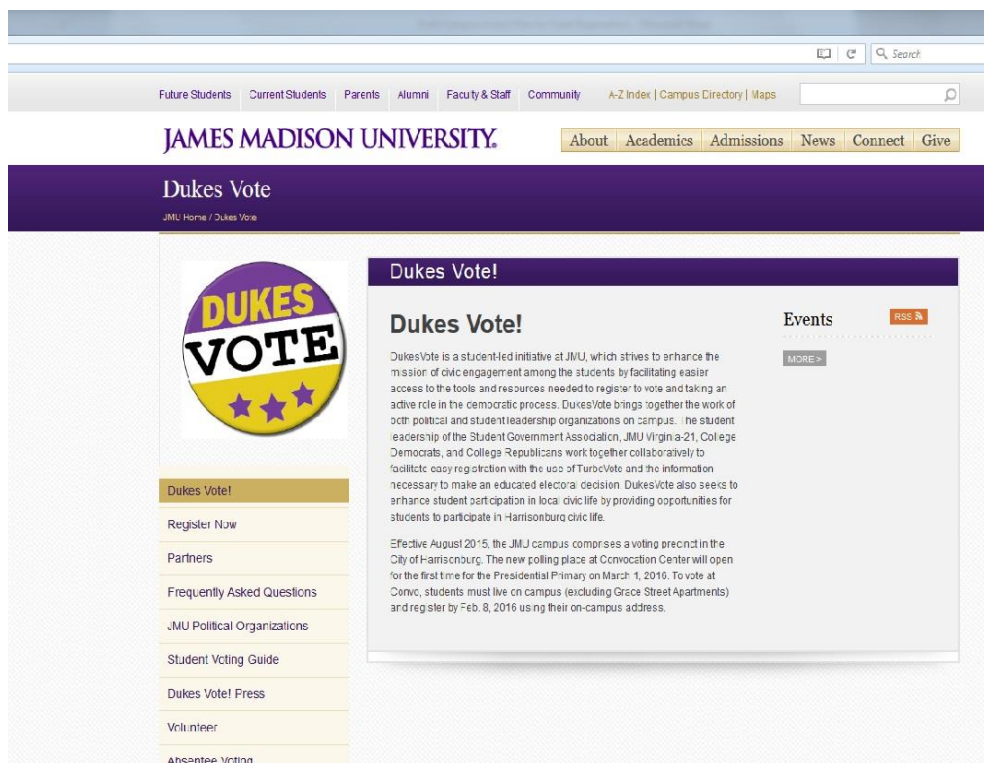 Search
Future Students Current Students Parents Alumni Faculty & Staff Community A-Z Index | Campus Directory | Maps
JAMES MADISON UNIVERSITY.
About Academics Admissions News Connect Give
Dukes Vote
JMU Home / Dukes Vote
DUKES
VOTE
Dukes Vote!
Dukes Vote!
DukesVote is a student-led initiative at JMU, which strives to enhance the
mission of civic engagement among the students by facilitating easier
access to the tools and resources needed to register to vote and taking an
active role in the democratic process. DukesVote brings together the work of
both political and student leadership organizations on campus. The student
leadership of the Student Government Association, JMU Virginia-21, College
Democrats, and College Republicans work together collaboratively to
facilitate easy registration with the use of TurboVote and the information
necessary to make an educated electoral decision. DukesVote also seeks to
enhance student participation in local civic life by providing opportunities for
students to participate in Harrisonburg civic life.
Effective August 2015, the JMU campus comprises a voting precinct in the
City of Harrisonburg. The new polling place at Convocation Center will open
for the first time for the Presidential Primary on March 1, 2016. To vote at
Convo, students must live on campus (excluding Grace Street Apartments)
and register by Feb. 8, 2016 using their on-campus address.
Events
RSS
MORE >
Dukes Vote!
Register Now
Partners
Frequently Asked Questions
JMU Political Organizations
Student Voting Guide
Dukes Vote! Press
Volunteer
Absentee Voting